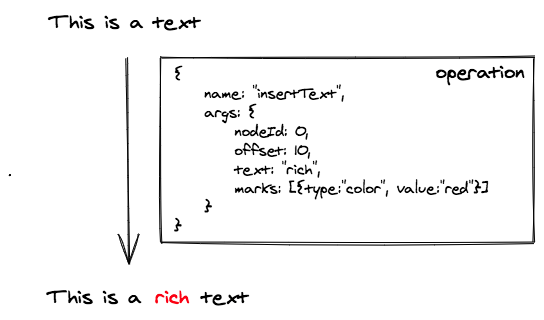 This is a text
operation
{
name: "insertText",
args: {
nodeId: 0,
offset: 10,
text: "rich",
marks: [{type:"color", value:"red"}]
}
}
This is a rich text